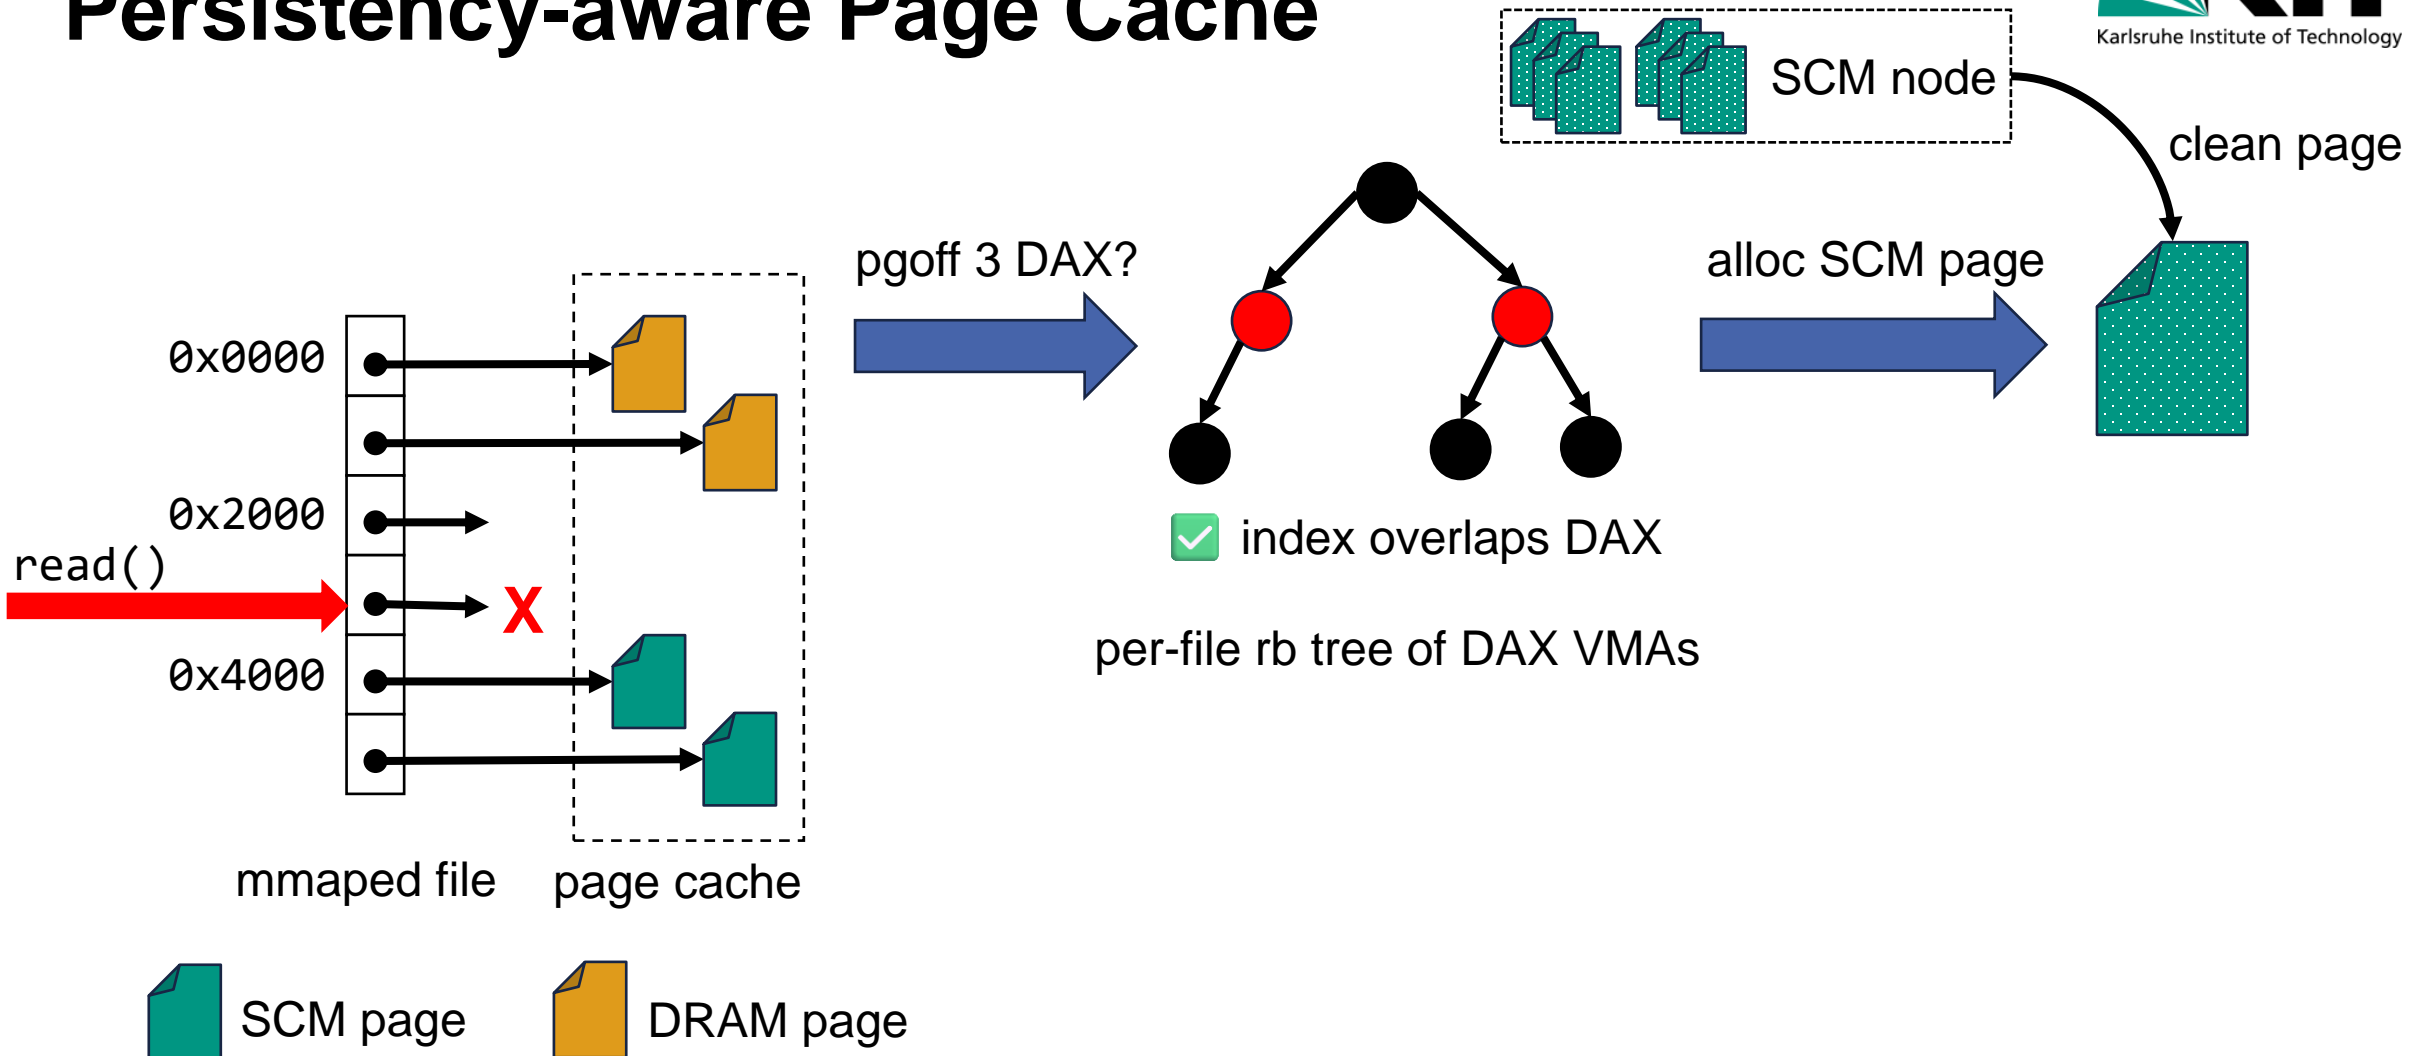 Persistency-aware Page Cache
Karlsruhe Institute of Technology
SCM node
clean page
pgoff 3 DAX?
alloc SCM page
0x0000
0x2000
read()
X
0x4000
index overlaps DAX
per-file rb tree of DAX VMAs
mmaped file
page cache
SCM page
DRAM page